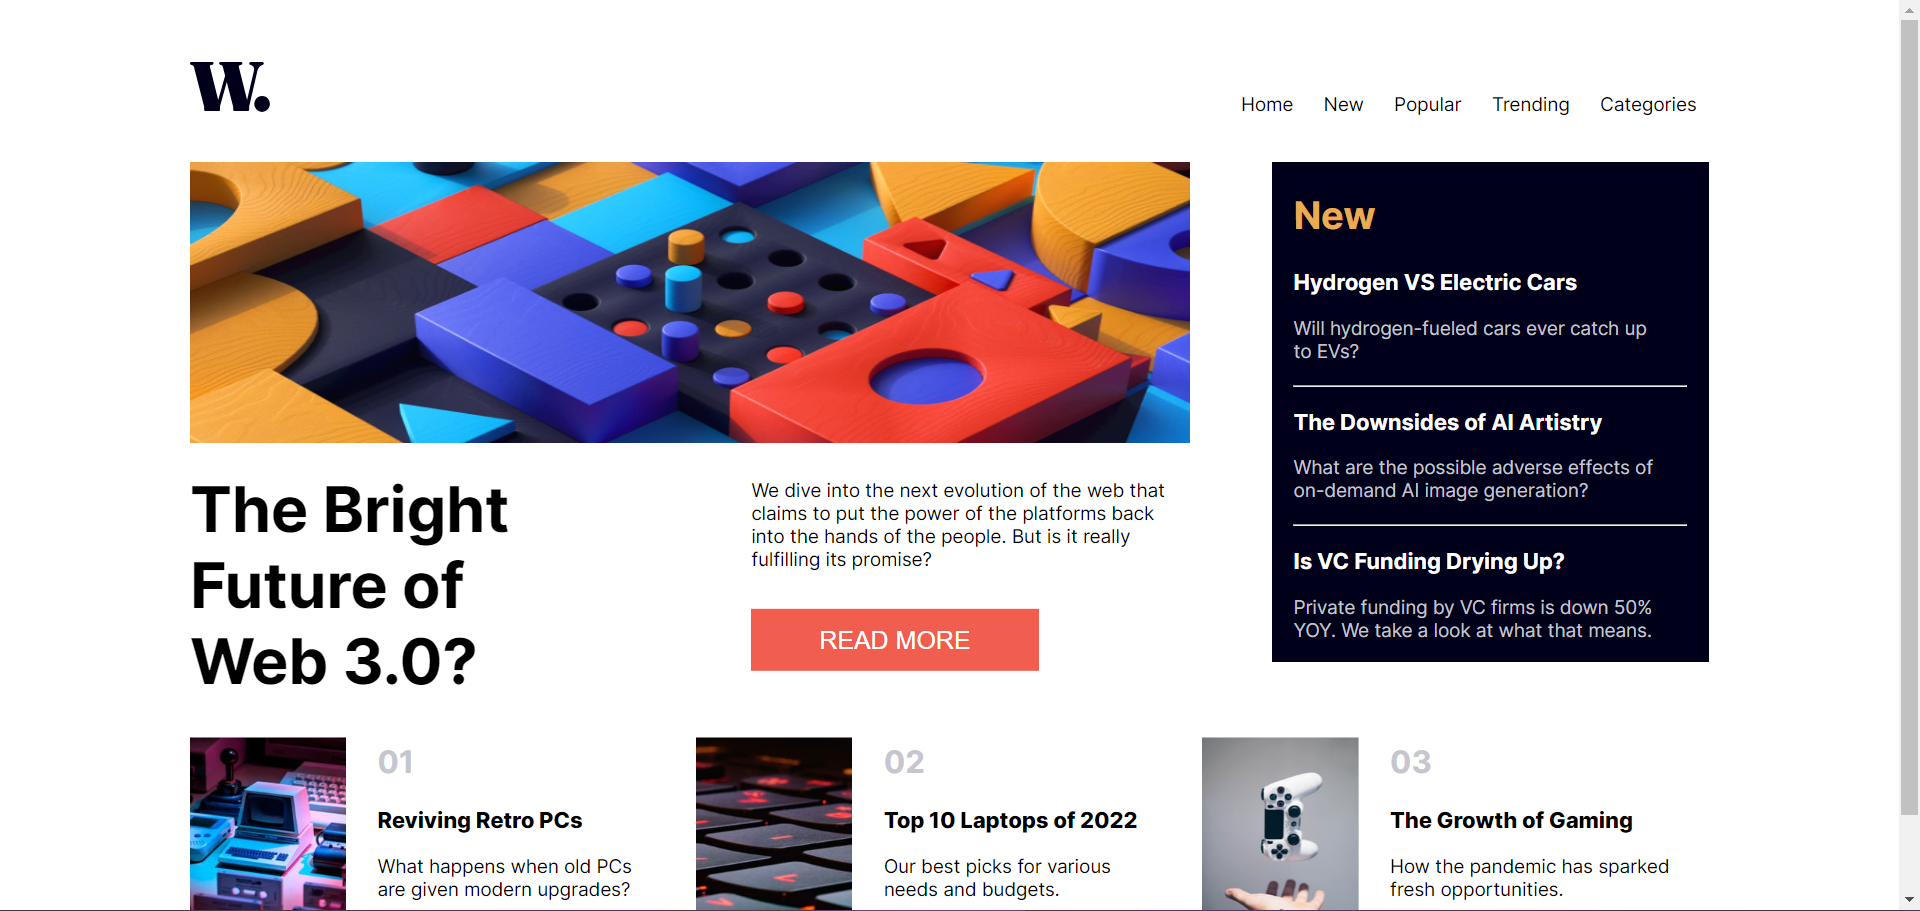 W.
Home New Popular Trending Categories
The Bright
Future of
Web 3.0?
We dive into the next evolution of the web that
claims to put the power of the platforms back
into the hands of the people. But is it really
fulfilling its promise?
READ MORE
New
Hydrogen VS Electric Cars
Will hydrogen-fueled cars ever catch up
to EVs?
The Downsides of AI Artistry
What are the possible adverse effects of
on-demand AI image generation?
Is VC Funding Drying Up?
Private funding by VC firms is down 50%
YOY. We take a look at what that means.
01
Reviving Retro PCs
What happens when old PCs
are given modern upgrades?
02
Top 10 Laptops of 2022
Our best picks for various
needs and budgets.
03
The Growth of Gaming
How the pandemic has sparked
fresh opportunities.